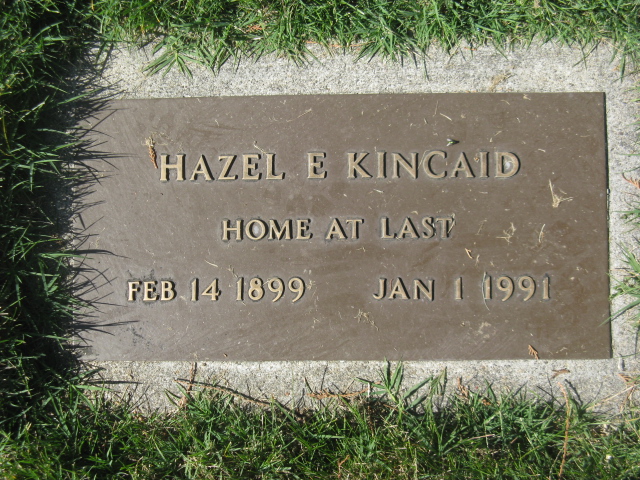 HAZEL E KINCAID
HOME AT LAST
FEB 14 1899 JAN 1 1991